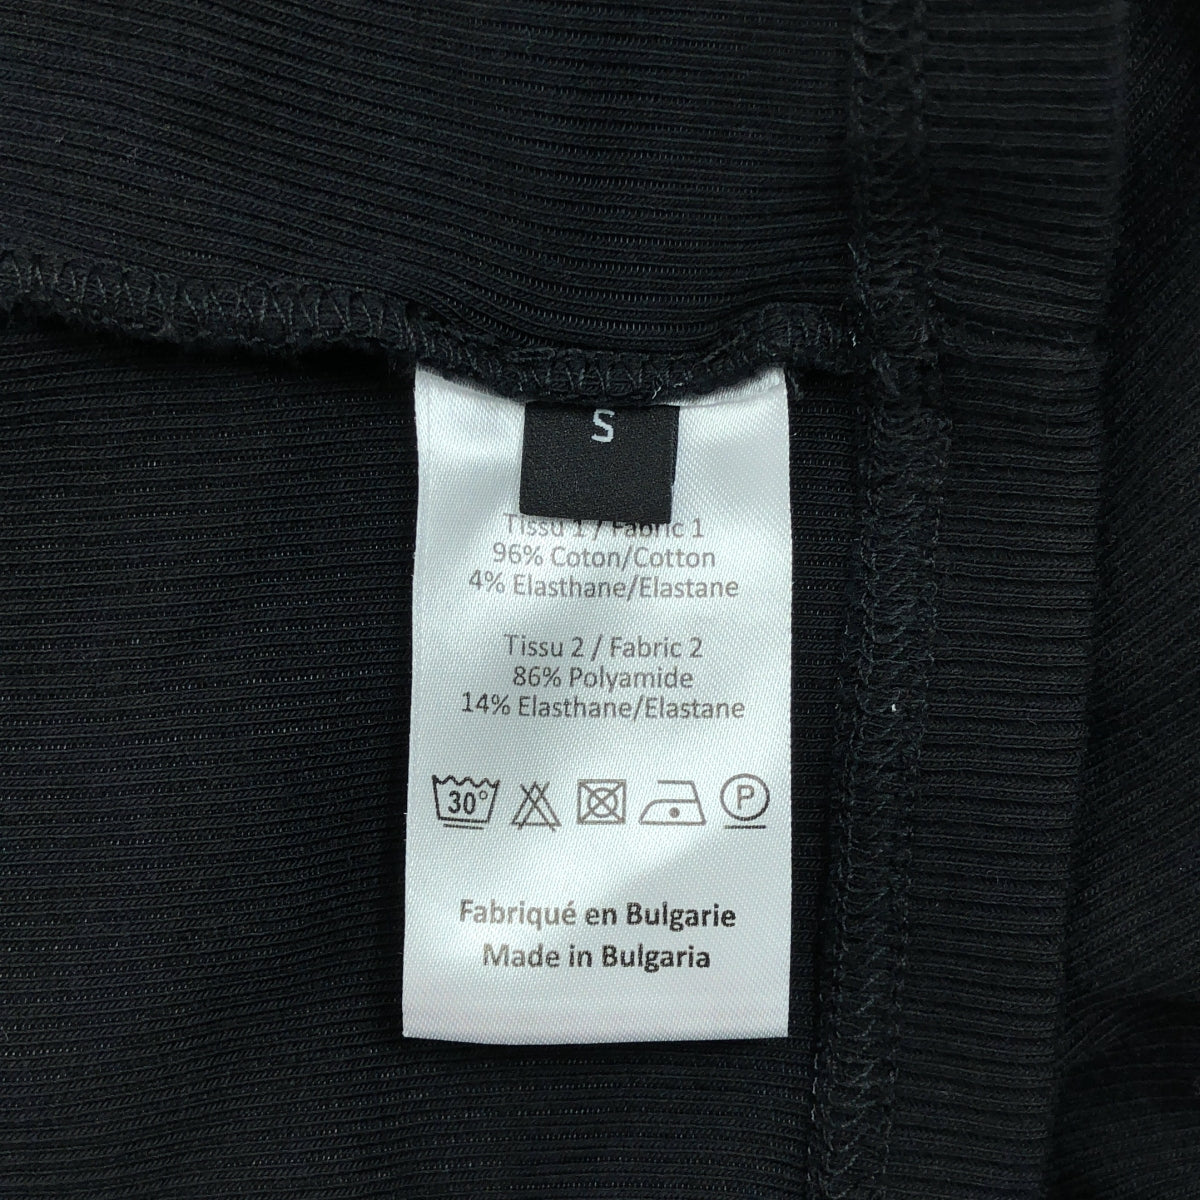 S
Tissu 1 / Fabric 1
96% Coton/Cotton
4% Elasthane/Elastane
Tissu 2 / Fabric 2
86% Polyamide
14% Elasthane/Elastane
30°
P
Fabriqué en Bulgarie
Made in Bulgaria